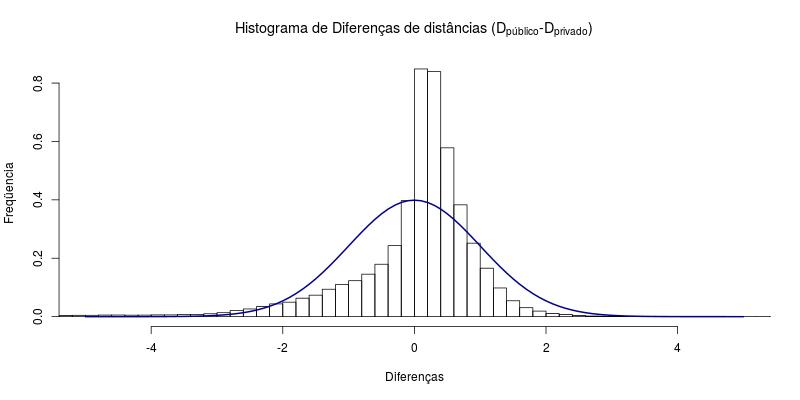 Histograma de Diferenças de distâncias (Dpúblico-Dprivado)
0.8
0.6
0.4
0.2
0.0
Freqüencia
-4 -2 0 2 4
Diferenças